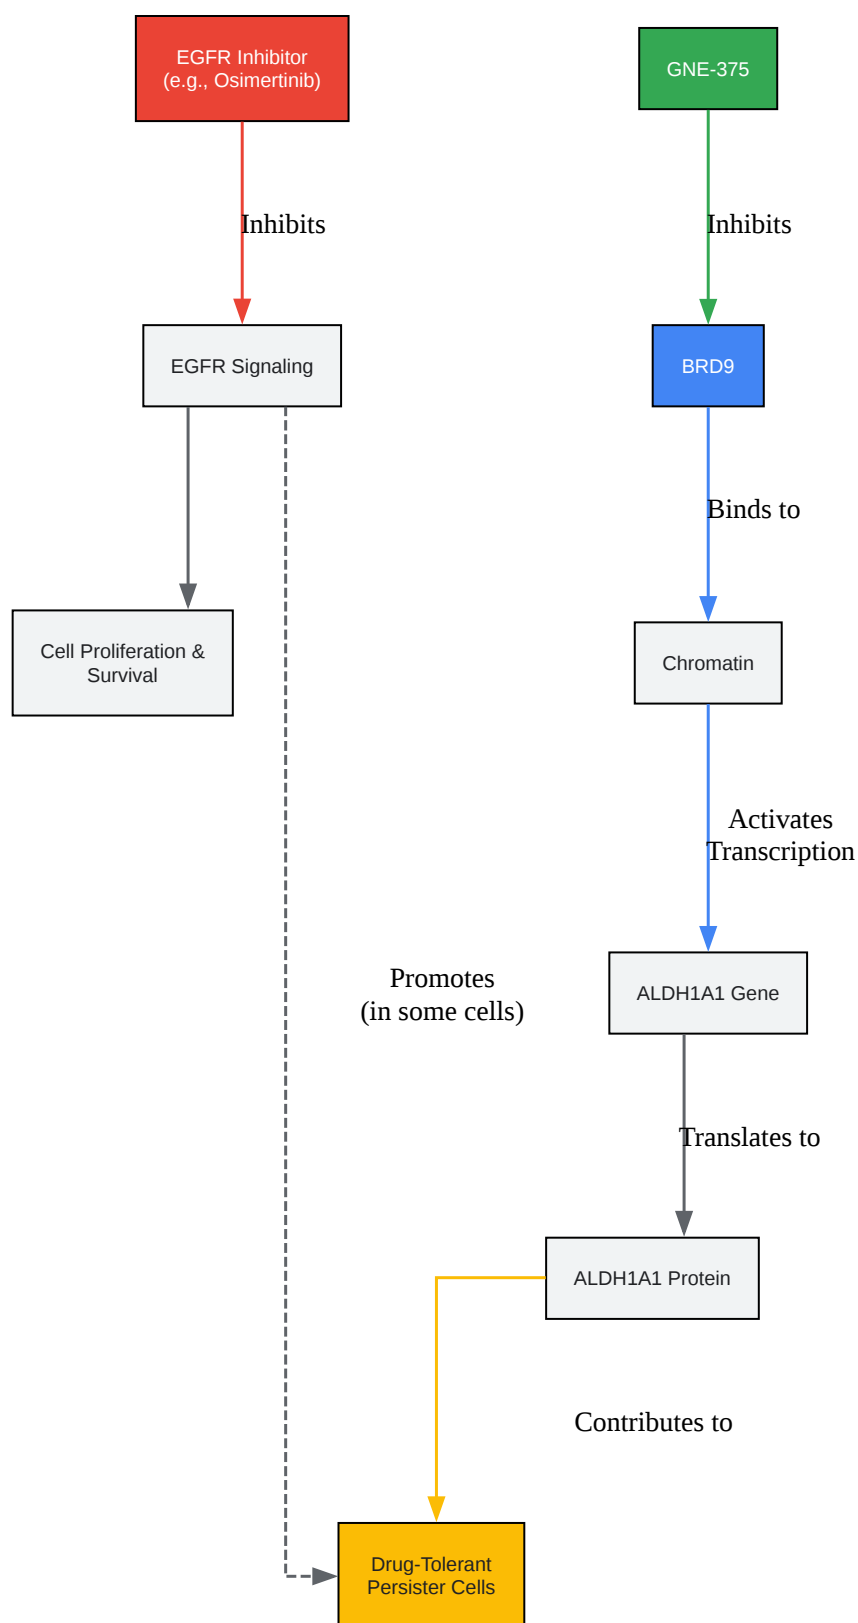 EGFR Inhibitor
(e.g., Osimertinib)
GNE-375
Inhibits
Inhibits
EGFR Signaling
BRD9
Binds to
Cell Proliferation &
Survival
Chromatin
Activates
Transcription
Promotes
(in some cells)
ALDH1A1 Gene
Translates to
ALDH1A1 Protein
Contributes to
Drug-Tolerant
Persister Cells